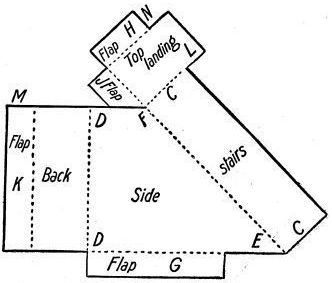 Flap H N
Top landing L
J Flap
C
M
D F
Flap
K Back
Side
stairs
D E C
Flap G